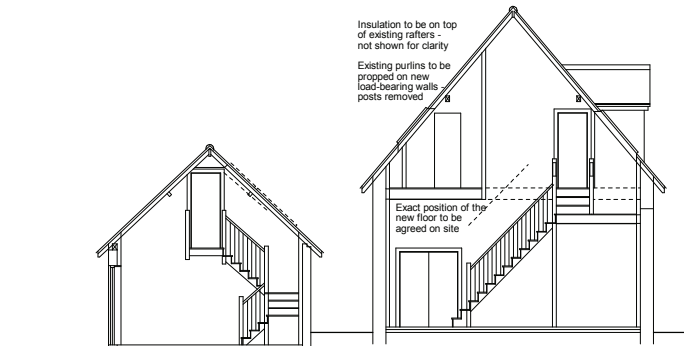 Insulation to be on top
of existing rafters -
not shown for clarity
Existing purlins to be
propped on new
load-bearing walls -
posts removed
Exact position of the
new floor to be
agreed on site